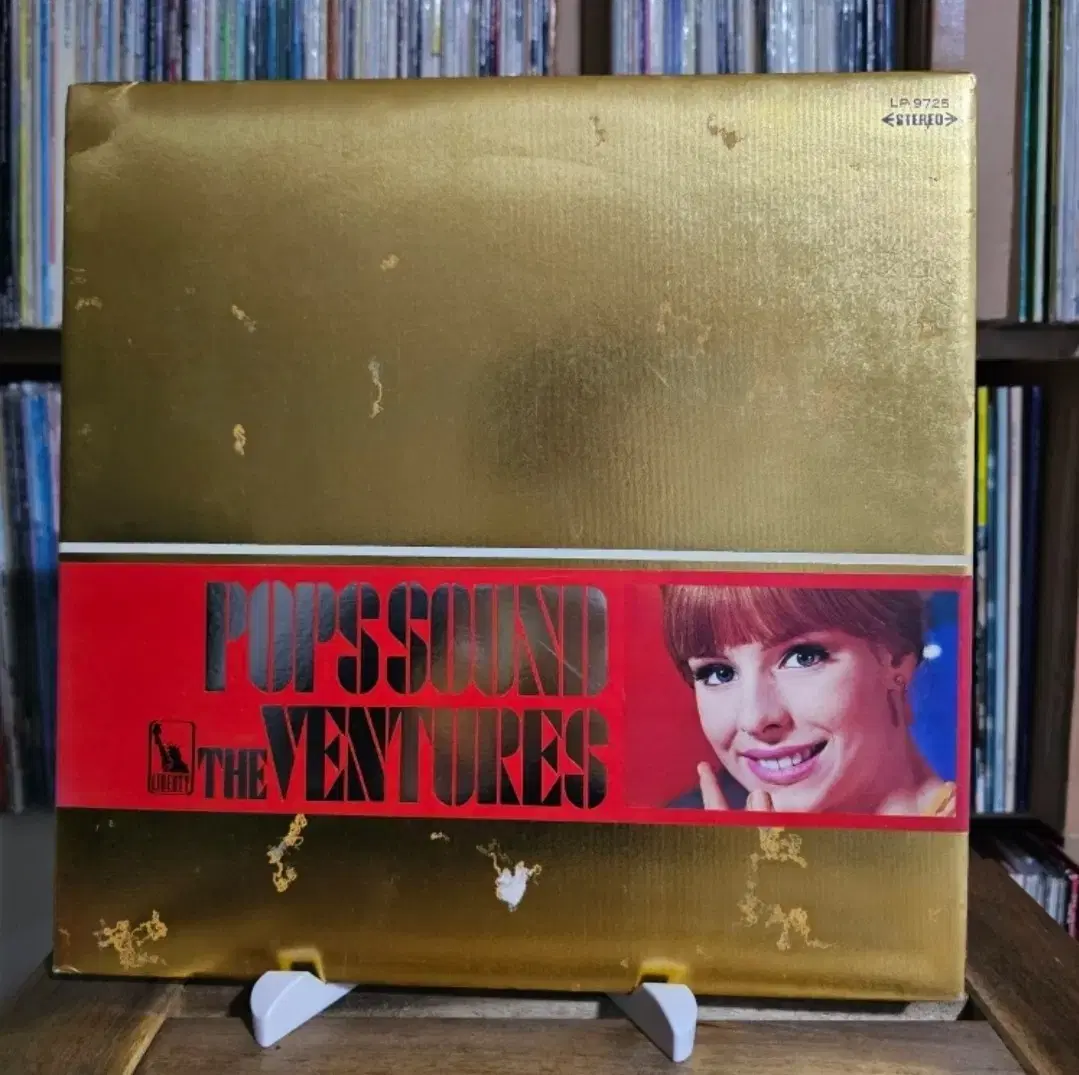 LP 9725
STEREO
POPS SOUND
THE VENTURES
LIBERTY